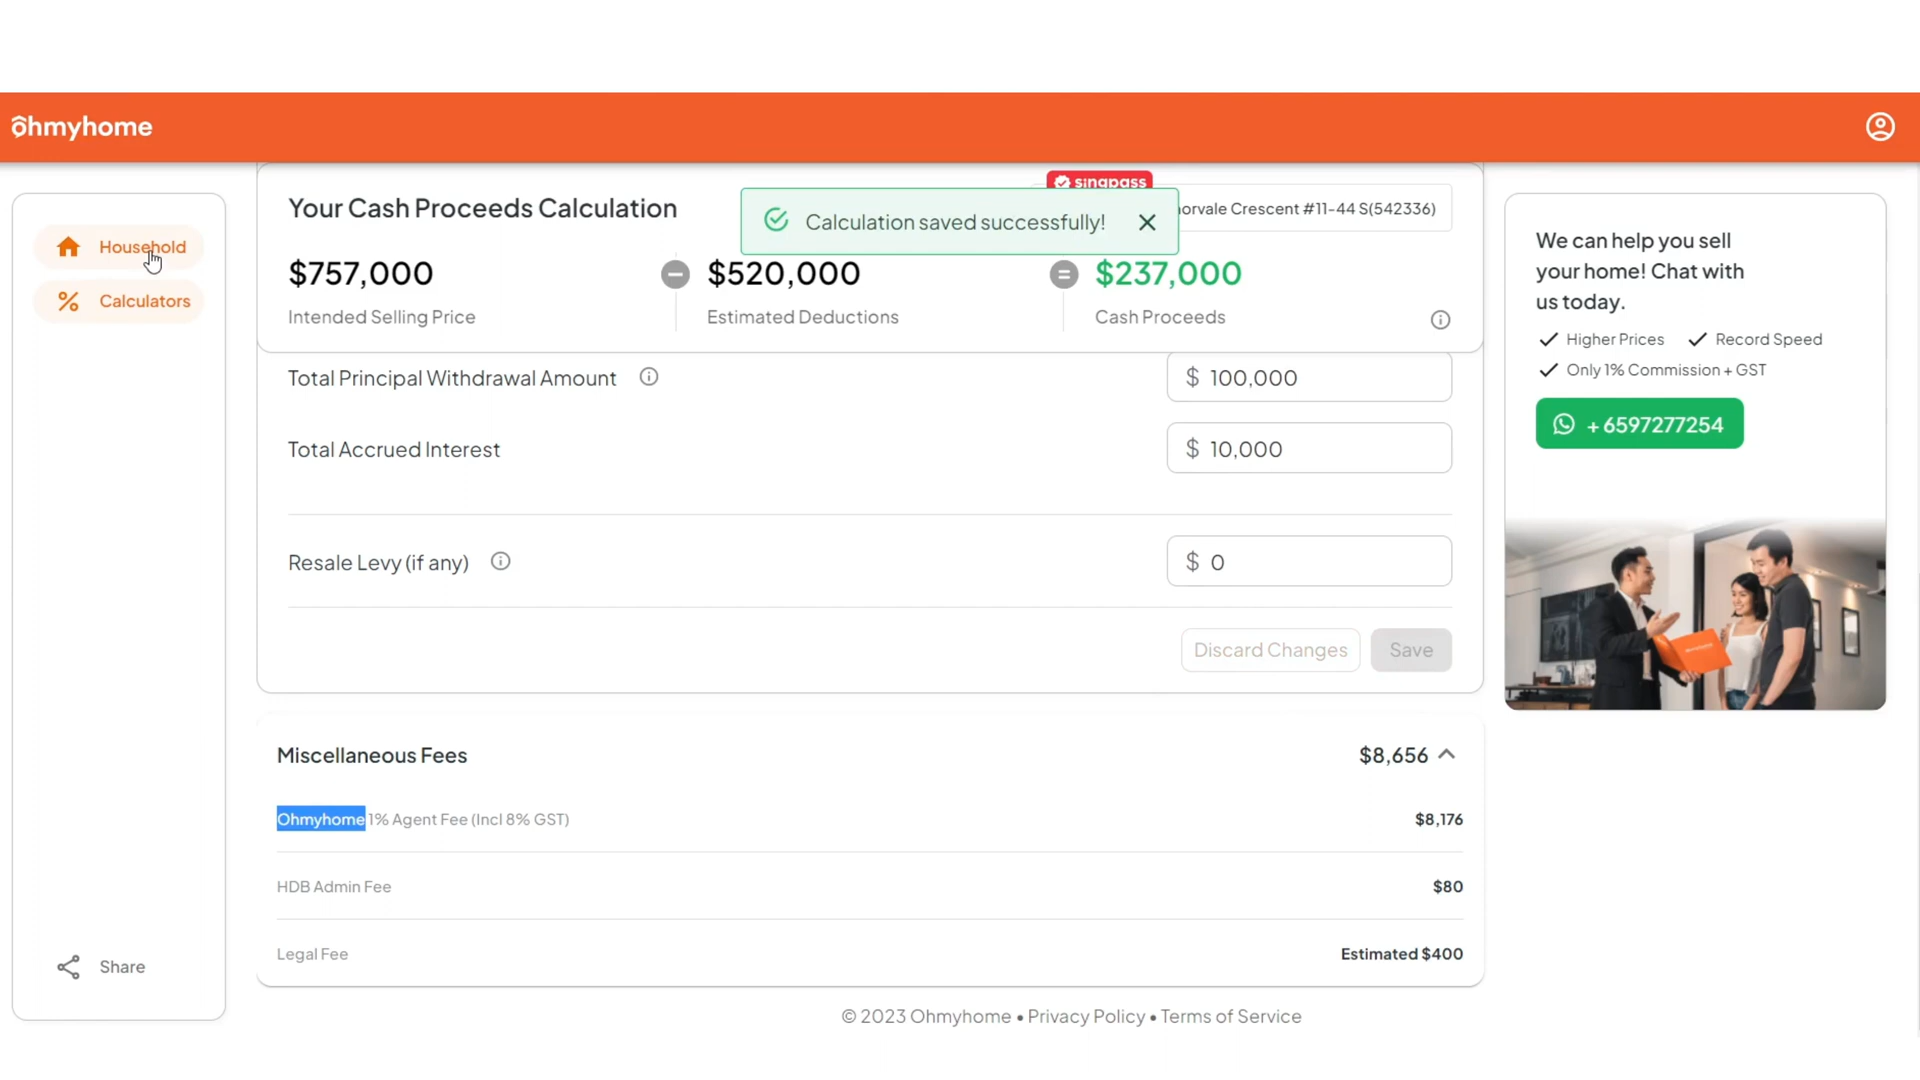 ohmyhome
Household
Calculators
Share
Your Cash Proceeds Calculation
singpass
Calculation saved successfully!
Crescent #11-44 S(542336)
$757,000
$520,000
$237,000
Intended Selling Price
Estimated Deductions
Cash Proceeds
Total Principal Withdrawal Amount
$ 100,000
Total Accrued Interest
$ 10,000
Resale Levy (if any)
$ 0
Discard Changes
Save
Miscellaneous Fees
$8,656
Ohmyhome 1% Agent Fee (Incl 8% GST)
$8,176
HDB Admin Fee
$80
Legal Fee
Estimated $400
© 2023 Ohmyhome • Privacy Policy • Terms of Service
We can help you sell
your home! Chat with
us today.
Higher Prices
Record Speed
Only 1% Commission + GST
+ 6597277254